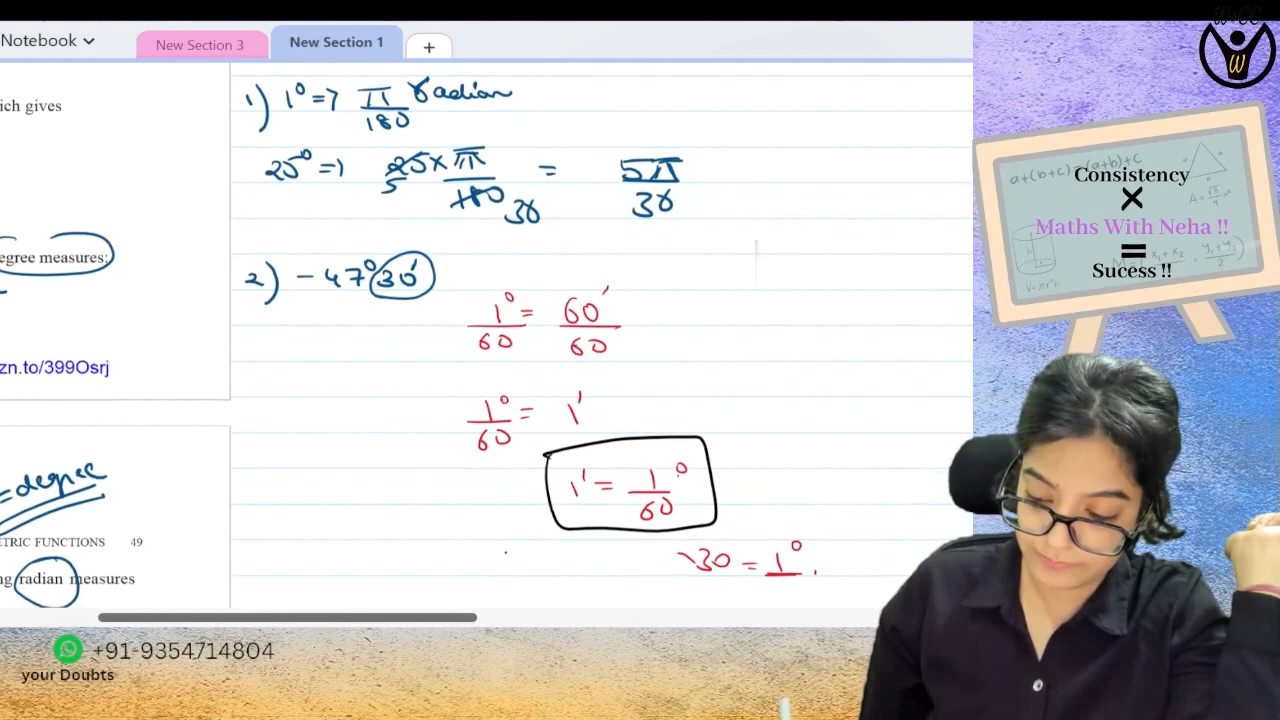 Notebook
New Section 3
New Section 1
+
ich gives
egree measures:
zn.to/399Osrj
=degree
ETRIC FUNCTIONS 49
ng radian measures
1) 1° => π/180 radian
25° => 25 × π/180 = 5π/36
5 36
2) -47°30'
1°/60 = 60'/60
1°/60 = 1'
1' = 1/60°
30 = 1°
W
a+(b+c)=(a+b)+c
Consistency
×
Maths With Neha !!
=
Sucess !!
+91-9354714804
your Doubts